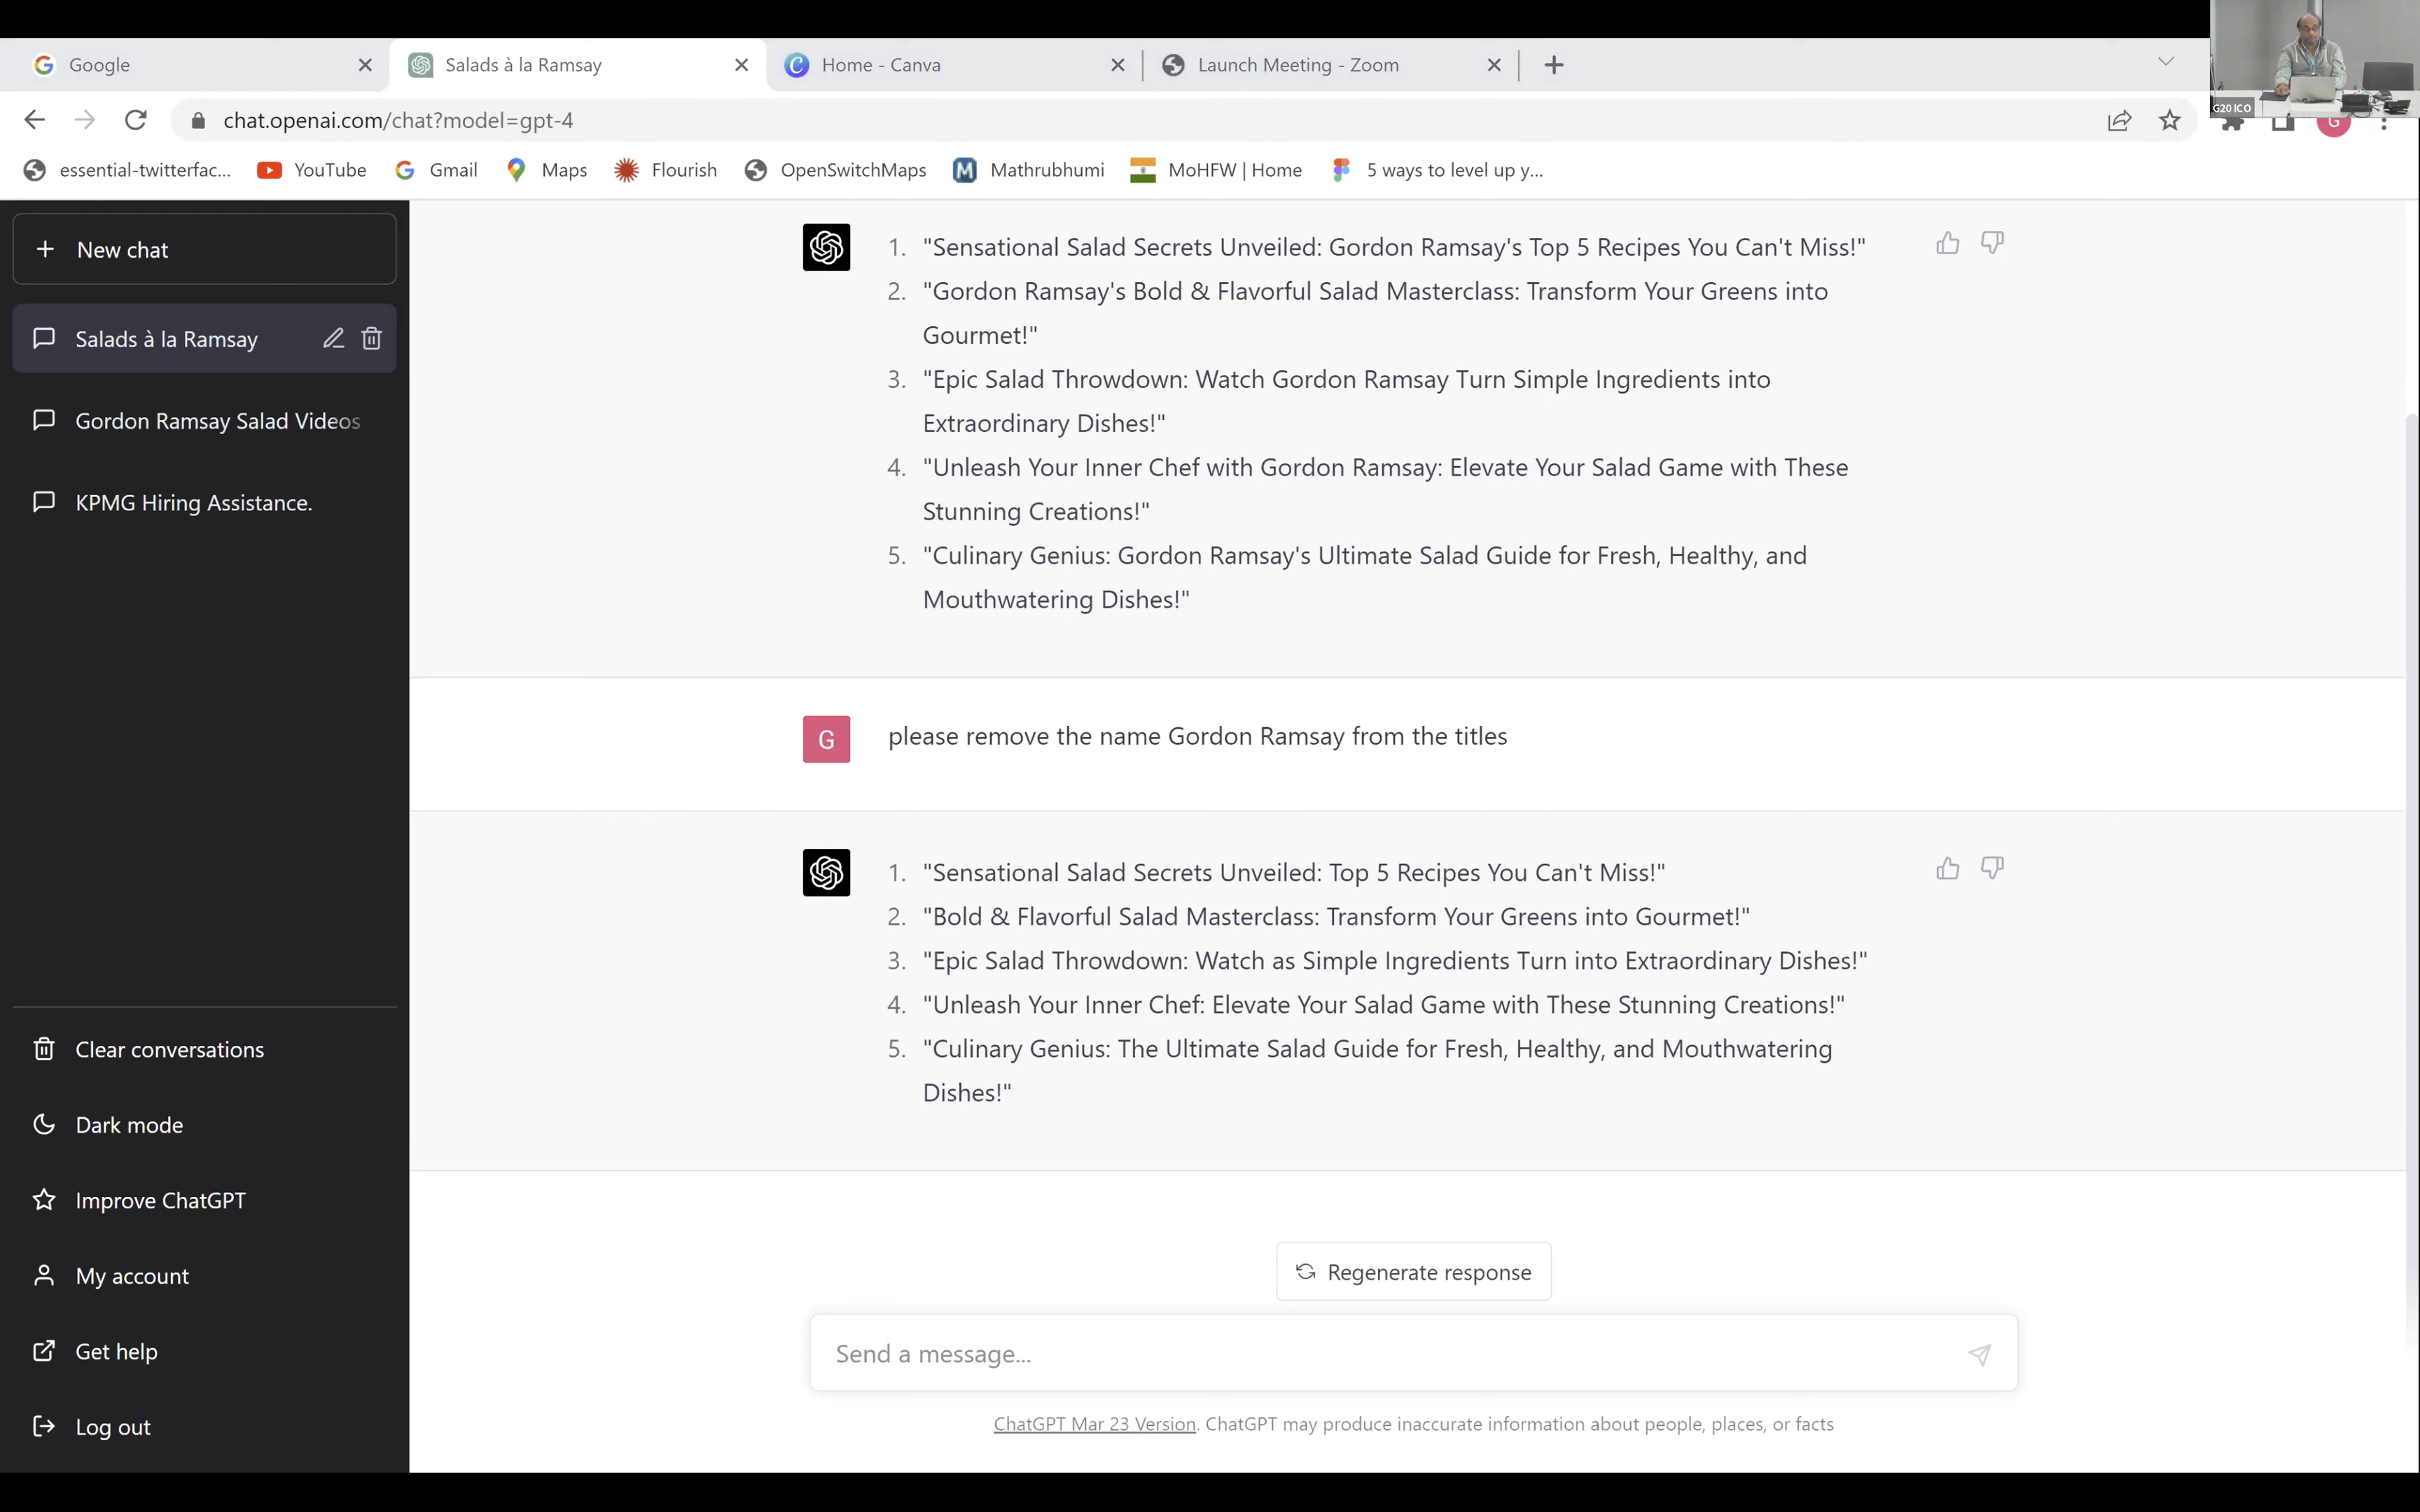 Google
Salads à la Ramsay
Home - Canva
Launch Meeting - Zoom
G20 ICO
chat.openai.com/chat?model=gpt-4
G
essential-twitterfac...
YouTube
Gmail
Maps
Flourish
OpenSwitchMaps
Mathrubhumi
MoHFW | Home
5 ways to level up y...
New chat
Salads à la Ramsay
Gordon Ramsay Salad Videos
KPMG Hiring Assistance.
Clear conversations
Dark mode
Improve ChatGPT
My account
Get help
Log out
1. "Sensational Salad Secrets Unveiled: Gordon Ramsay's Top 5 Recipes You Can't Miss!"
2. "Gordon Ramsay's Bold & Flavorful Salad Masterclass: Transform Your Greens into
Gourmet!"
3. "Epic Salad Throwdown: Watch Gordon Ramsay Turn Simple Ingredients into
Extraordinary Dishes!"
4. "Unleash Your Inner Chef with Gordon Ramsay: Elevate Your Salad Game with These
Stunning Creations!"
5. "Culinary Genius: Gordon Ramsay's Ultimate Salad Guide for Fresh, Healthy, and
Mouthwatering Dishes!"
G
please remove the name Gordon Ramsay from the titles
1. "Sensational Salad Secrets Unveiled: Top 5 Recipes You Can't Miss!"
2. "Bold & Flavorful Salad Masterclass: Transform Your Greens into Gourmet!"
3. "Epic Salad Throwdown: Watch as Simple Ingredients Turn into Extraordinary Dishes!"
4. "Unleash Your Inner Chef: Elevate Your Salad Game with These Stunning Creations!"
5. "Culinary Genius: The Ultimate Salad Guide for Fresh, Healthy, and Mouthwatering
Dishes!"
Regenerate response
Send a message...
ChatGPT Mar 23 Version. ChatGPT may produce inaccurate information about people, places, or facts